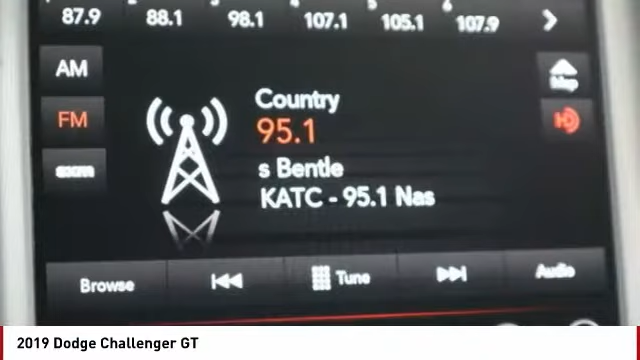 87.9 88.1 98.1 107.1 105.1 107.9
AM
Map
FM
Country
95.1
sxm
s Bentle
KATC - 95.1 Nas
Browse Tune Audio
2019 Dodge Challenger GT